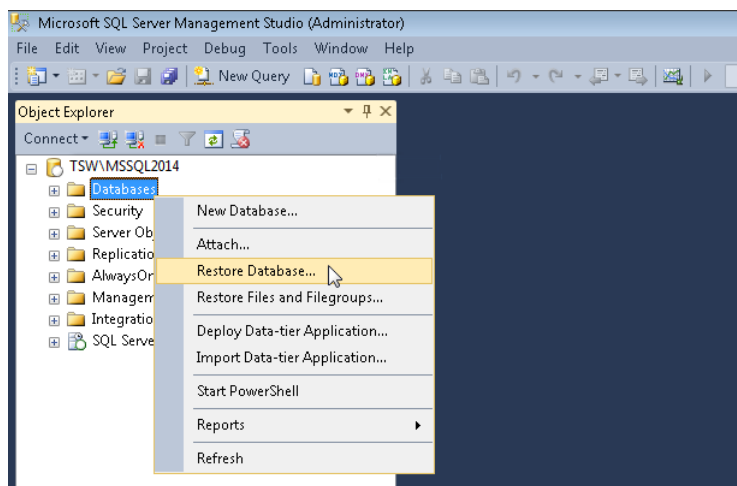 Microsoft SQL Server Management Studio (Administrator)
File Edit View Project Debug Tools Window Help
New Query
Object Explorer
Connect
TSW\MSSQL2014
Databases
Security
Server Ob
Replicatio
AlwaysOr
Managem
Integratio
SQL Serve
New Database...
Attach...
Restore Database...
Restore Files and Filegroups...
Deploy Data-tier Application...
Import Data-tier Application...
Start PowerShell
Reports
Refresh